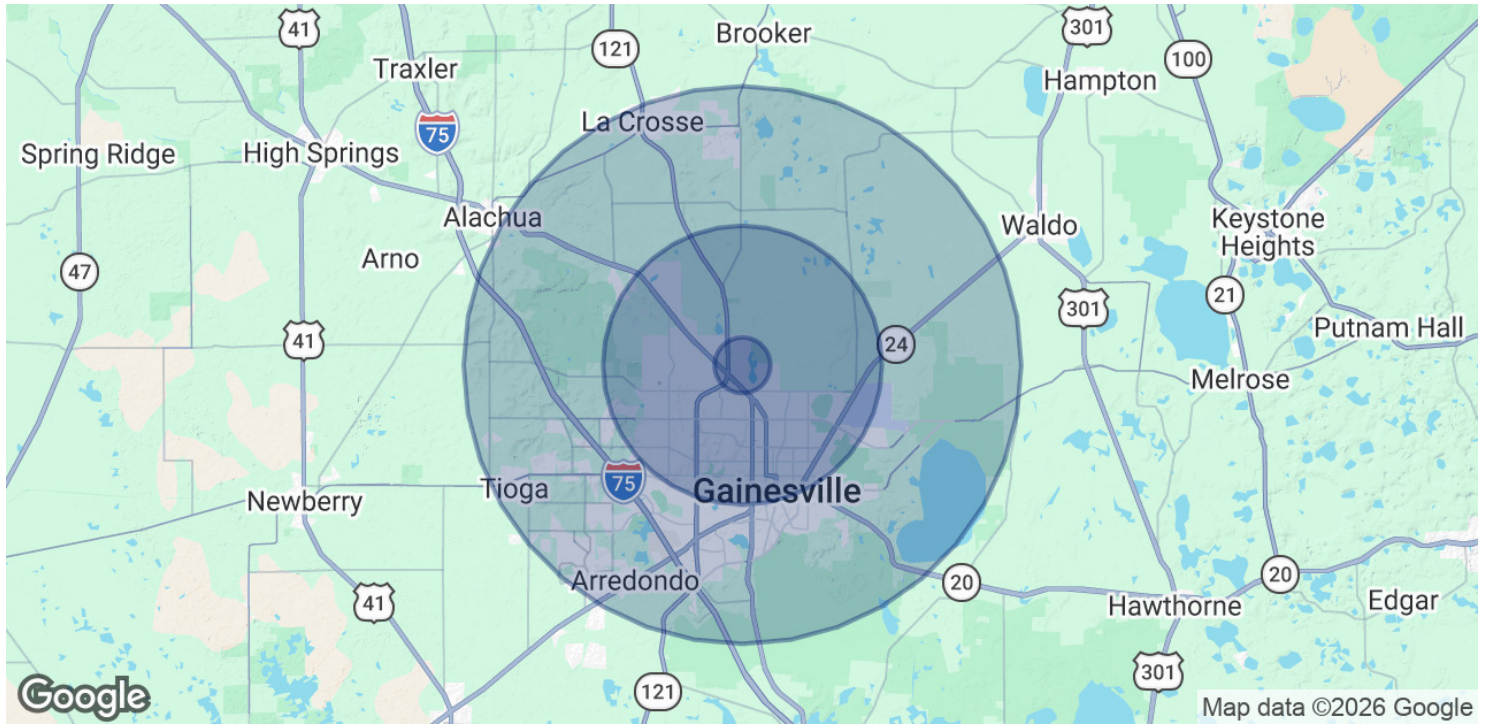 41
121
Brooker
301
100
Traxler
Hampton
75
La Crosse
Spring Ridge
High Springs
Alachua
Waldo
Keystone
Heights
Arno
47
21
301
Putnam Hall
41
24
Melrose
Newberry
Tioga
75
Gainesville
Arredondo
20
20
41
Hawthorne
Edgar
301
121
Google
Map data ©2026 Google